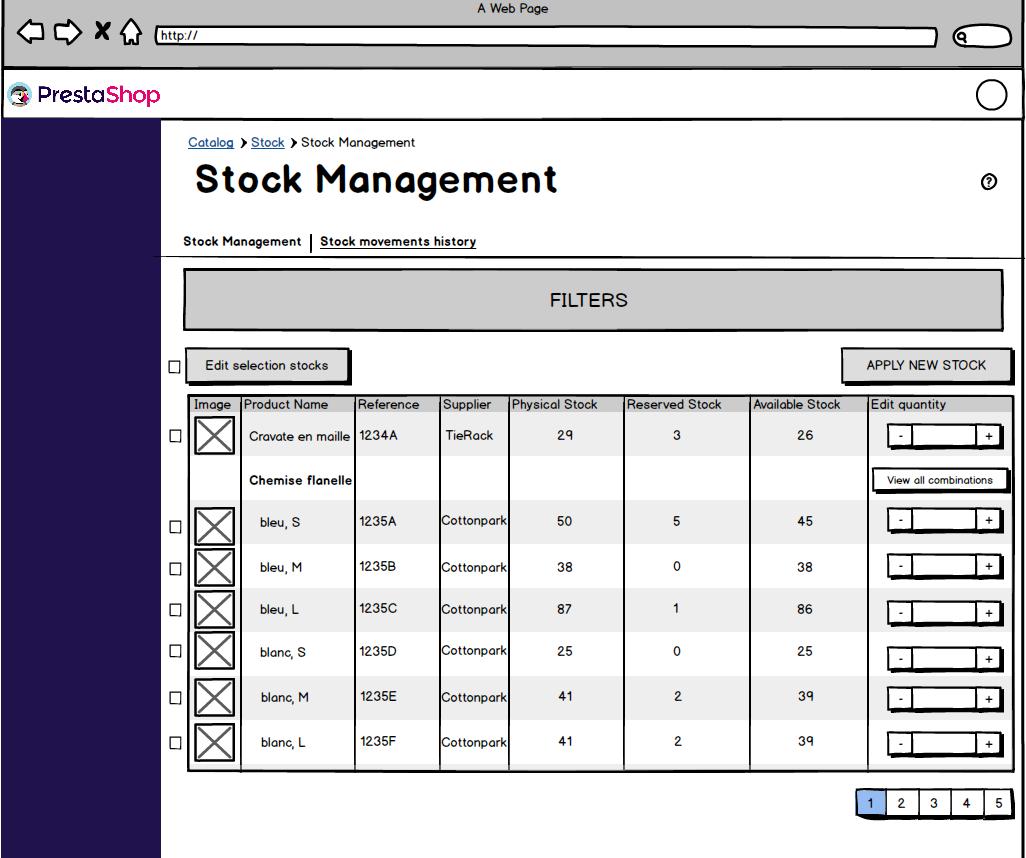 A Web Page
http://
PrestaShop
Catalog > Stock > Stock Management
Stock Management
?
Stock Management | Stock movements history
FILTERS
Edit selection stocks
APPLY NEW STOCK
Image Product Name Reference Supplier Physical Stock Reserved Stock Available Stock Edit quantity
Cravate en maille 1234A TieRack 29 3 26 - +
Chemise flanelle View all combinations
bleu, S 1235A Cottonpark 50 5 45 - +
bleu, M 1235B Cottonpark 38 0 38 - +
bleu, L 1235C Cottonpark 87 1 86 - +
blanc, S 1235D Cottonpark 25 0 25 - +
blanc, M 1235E Cottonpark 41 2 39 - +
blanc, L 1235F Cottonpark 41 2 39 - +
1 2 3 4 5